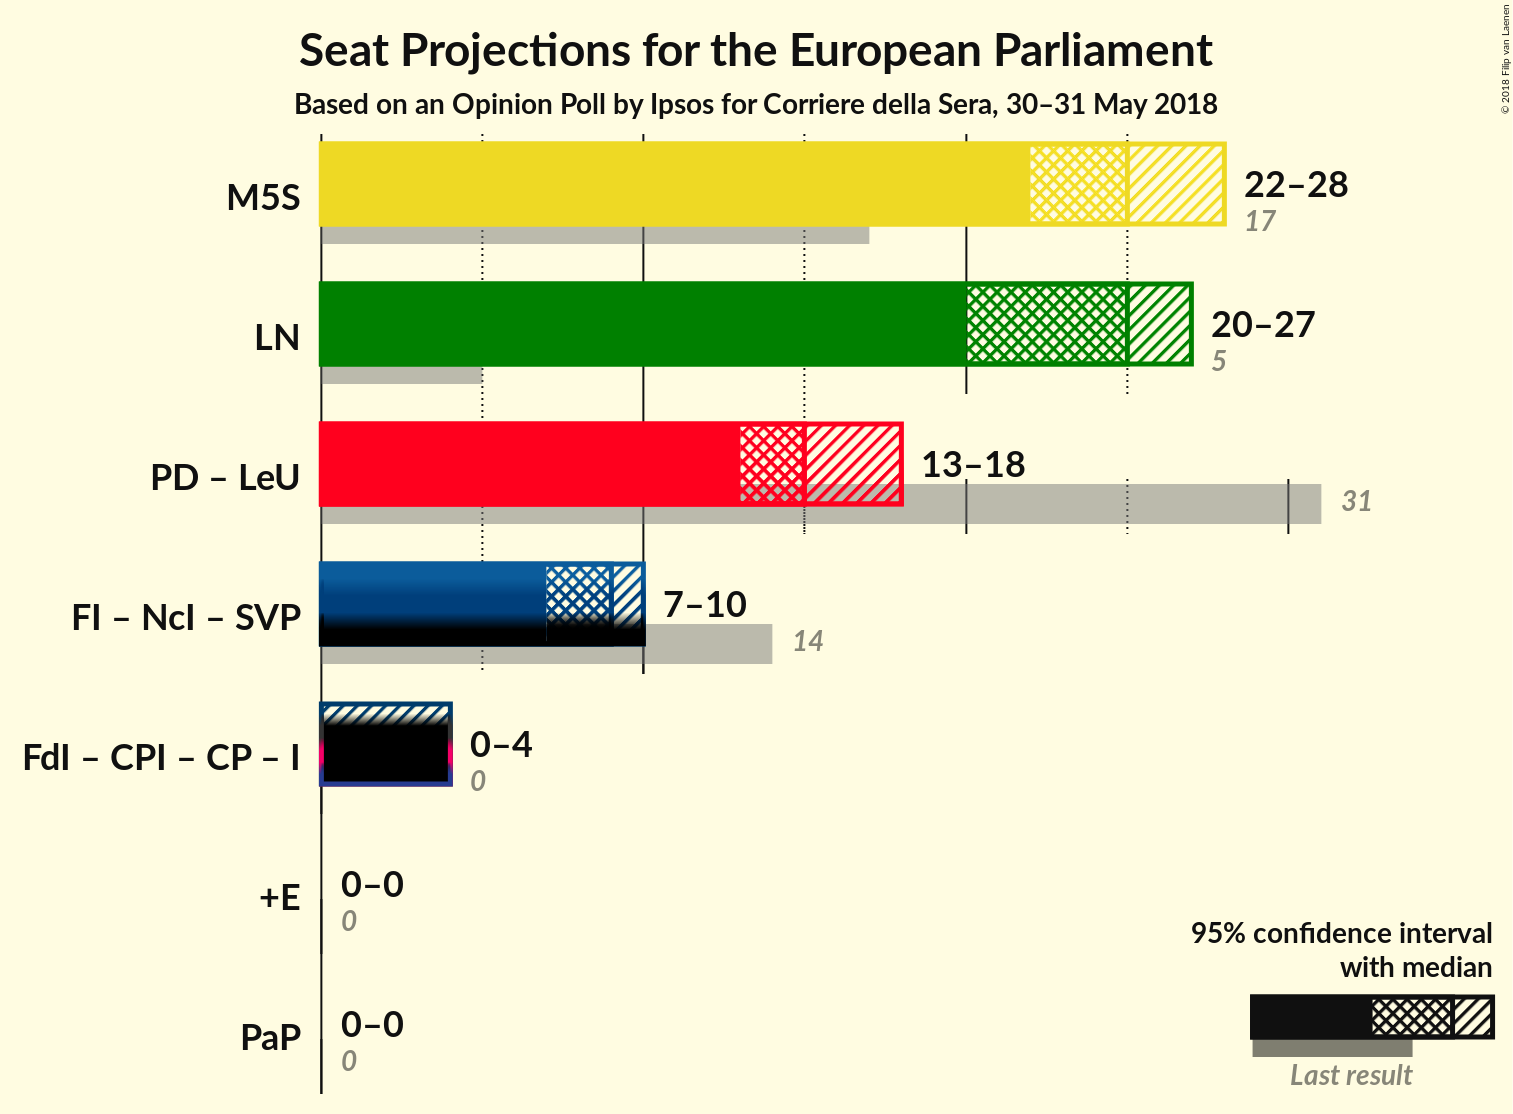 Seat Projections for the European Parliament
Based on an Opinion Poll by Ipsos for Corriere della Sera, 30–31 May 2018
© 2018 Filip van Laenen
M5S
22–28
17
LN
20–27
5
PD – LeU
13–18
31
FI – NcI – SVP
7–10
14
FdI – CPI – CP – I
0–4
0
+E
0–0
0
PaP
0–0
0
95% confidence interval
with median
Last result